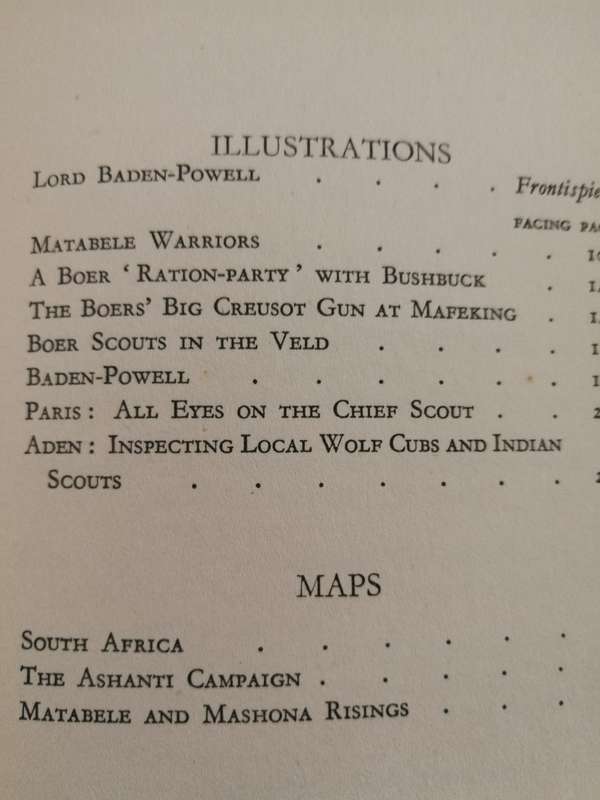 ILLUSTRATIONS
LORD BADEN-POWELL . . . .
FACING
MATABELE WARRIORS . . . . .
A BOER ‘RATION-PARTY’ WITH BUSHBUCK .
THE BOERS’ BIG CREUSOT GUN AT MAFEKING .
BOER SCOUTS IN THE VELD . . . .
BADEN-POWELL . . . . .
PARIS: ALL EYES ON THE CHIEF SCOUT . .
ADEN: INSPECTING LOCAL WOLF CUBS AND INDIAN
SCOUTS . . . . . . .
MAPS
SOUTH AFRICA . . . . . .
THE ASHANTI CAMPAIGN . . . . .
MATABELE AND MASHONA RISINGS . . .